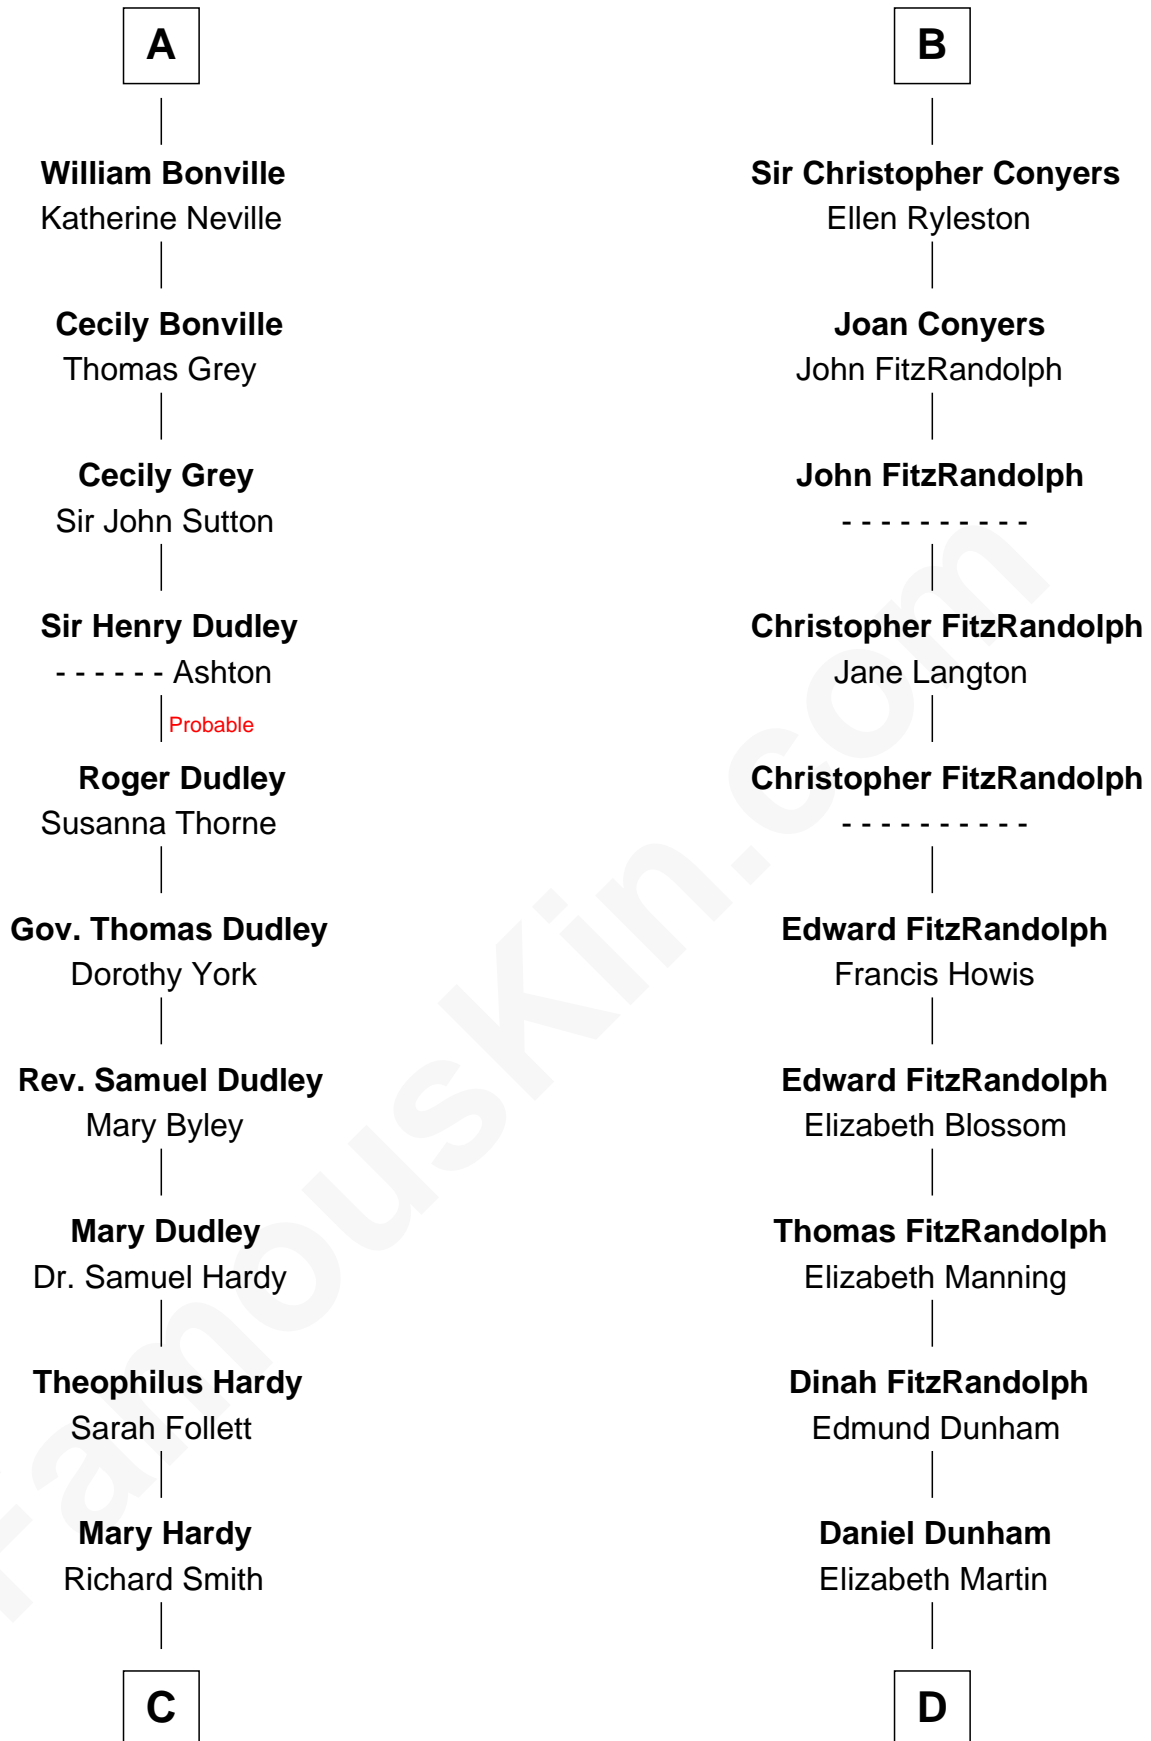 A
William Bonville
Katherine Neville
Cecily Bonville
Thomas Grey
Cecily Grey
Sir John Sutton
Sir Henry Dudley
- - - - - - Ashton
Probable
Roger Dudley
Susanna Thorne
Gov. Thomas Dudley
Dorothy York
Rev. Samuel Dudley
Mary Byley
Mary Dudley
Dr. Samuel Hardy
Theophilus Hardy
Sarah Follett
Mary Hardy
Richard Smith
C
B
Sir Christopher Conyers
Ellen Ryleston
Joan Conyers
John FitzRandolph
John FitzRandolph
- - - - - - - - - -
Christopher FitzRandolph
Jane Langton
Christopher FitzRandolph
- - - - - - - - - -
Edward FitzRandolph
Francis Howis
Edward FitzRandolph
Elizabeth Blossom
Thomas FitzRandolph
Elizabeth Manning
Dinah FitzRandolph
Edmund Dunham
Daniel Dunham
Elizabeth Martin
D
FamousKin.com